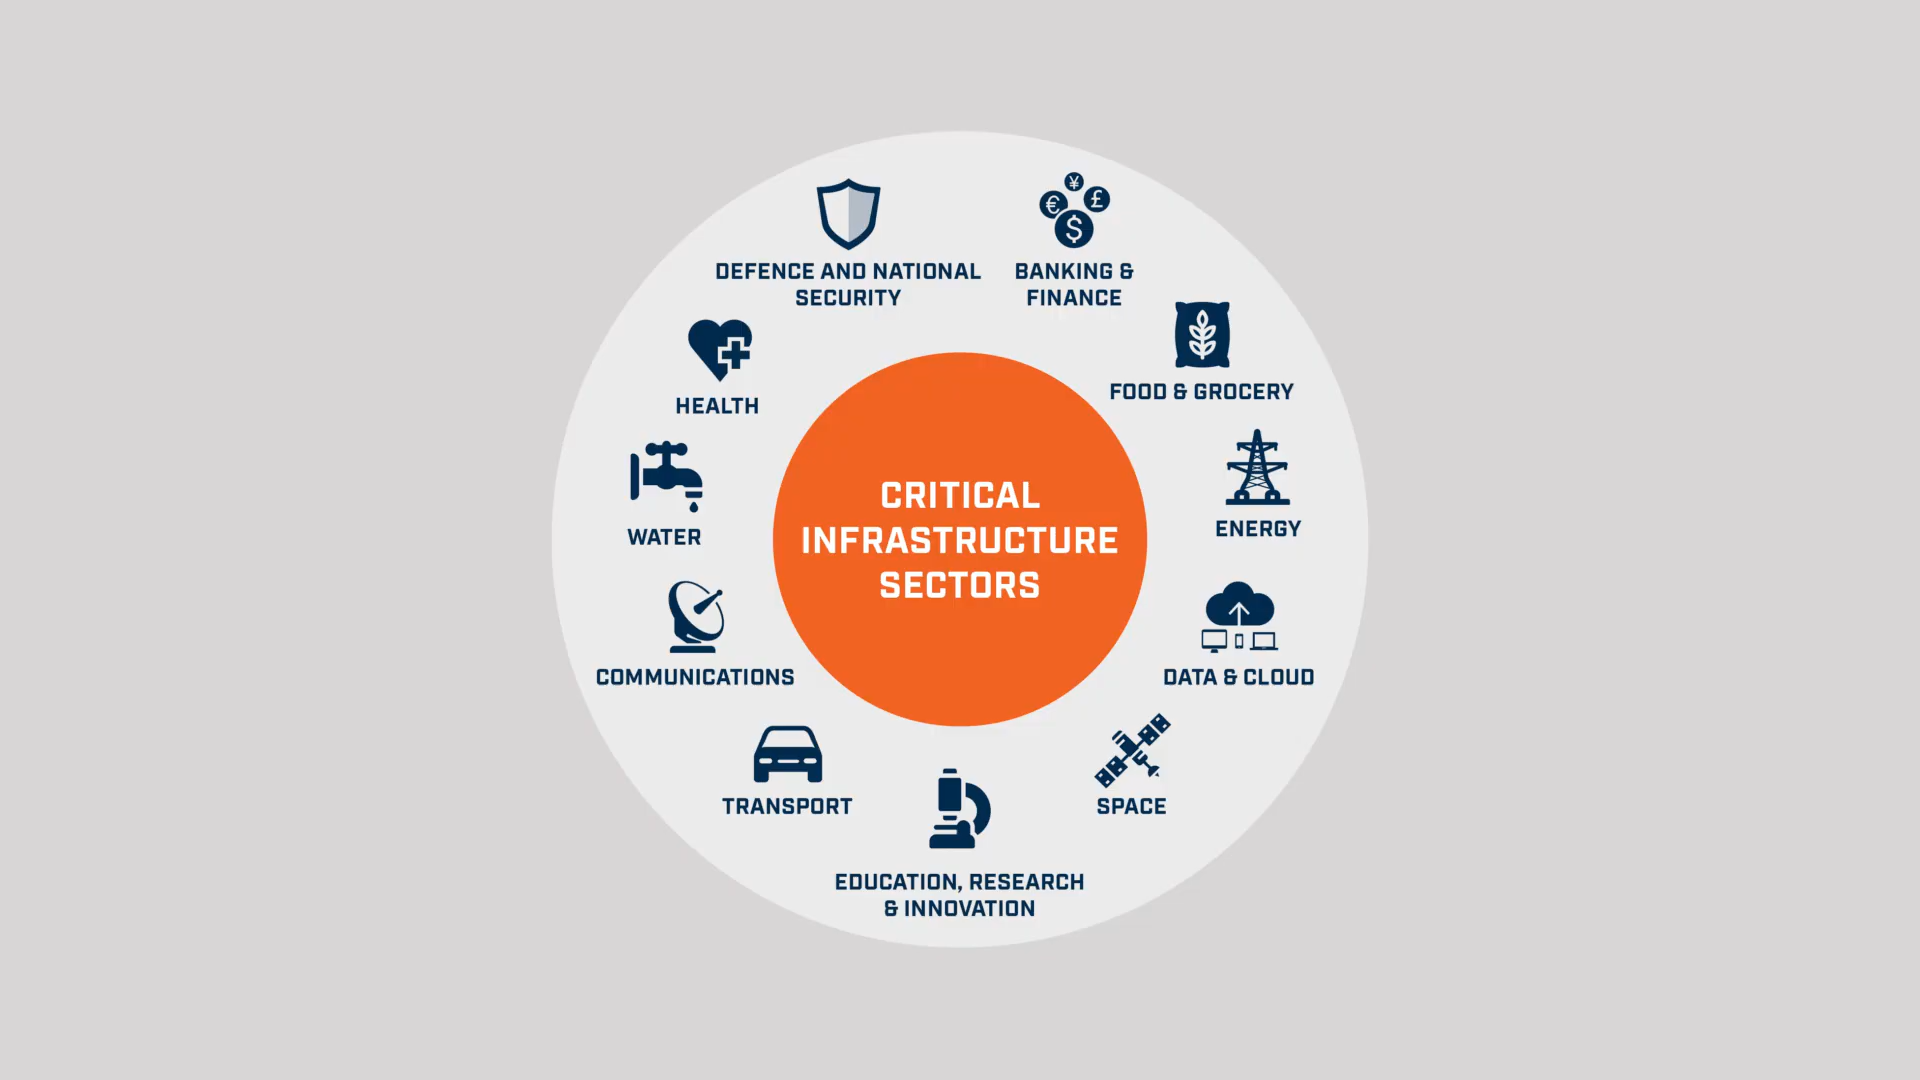 DEFENCE AND NATIONAL
SECURITY
¥
€
£
$
BANKING &
FINANCE
HEALTH
FOOD & GROCERY
CRITICAL
INFRASTRUCTURE
SECTORS
WATER
ENERGY
COMMUNICATIONS
DATA & CLOUD
TRANSPORT
SPACE
EDUCATION, RESEARCH
& INNOVATION